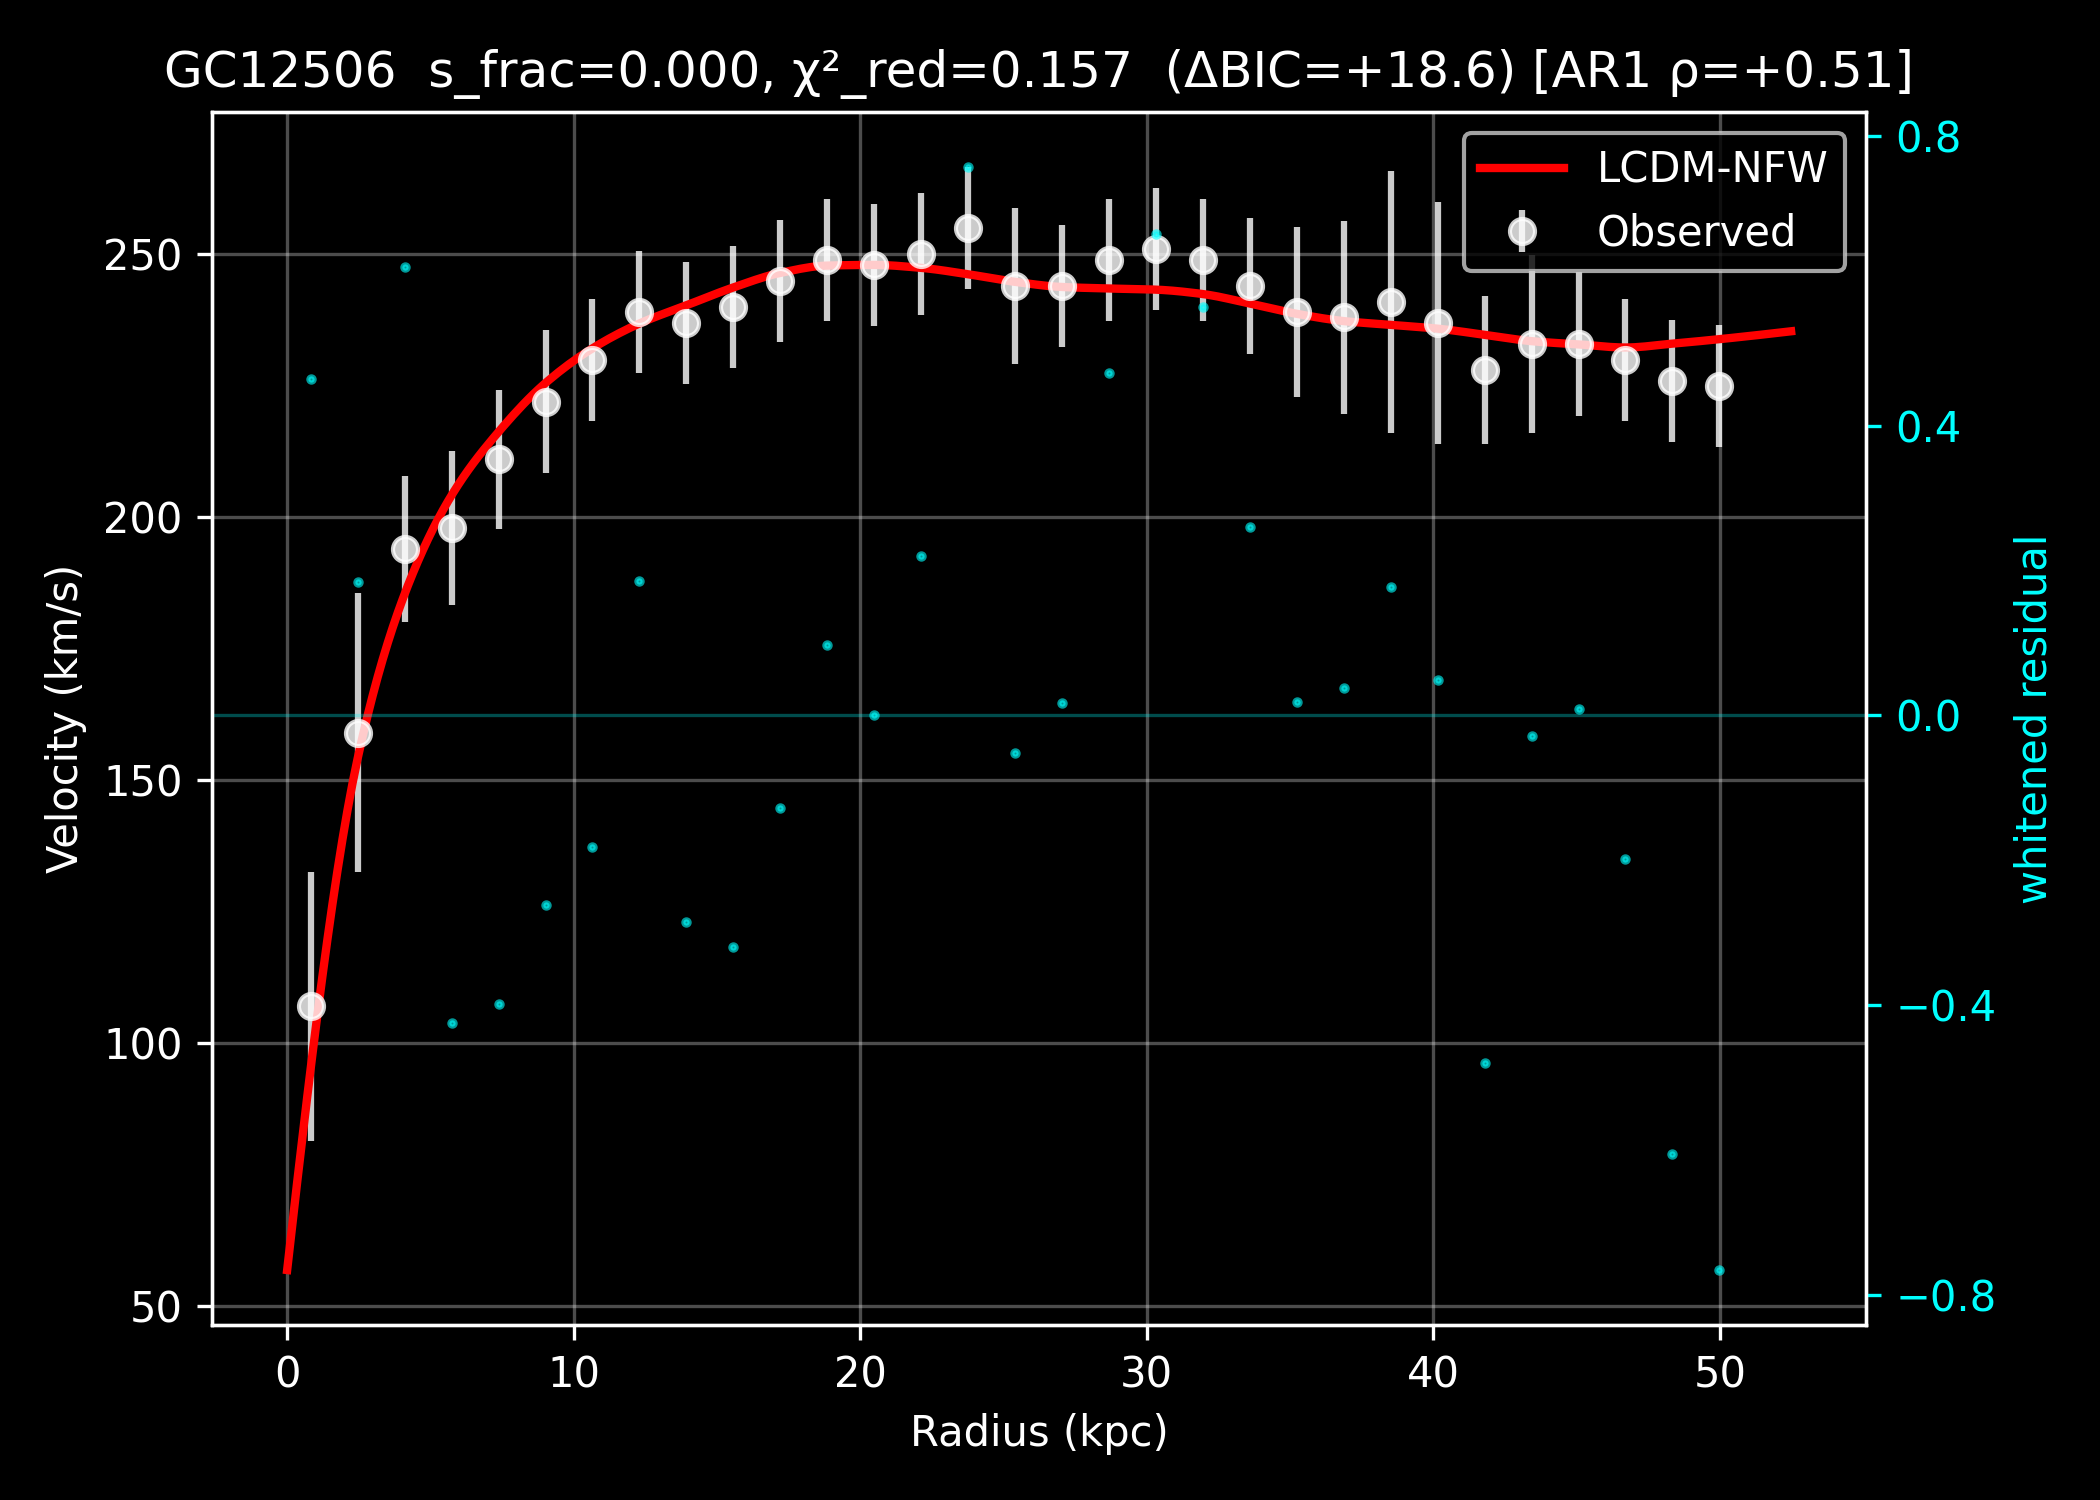 GC12506  s_frac=0.000, χ²_red=0.157  (ΔBIC=+18.6) [AR1 ρ=+0.51]
LCDM-NFW
Observed
Velocity (km/s)
250
200
150
100
50
0.8
0.4
0.0
−0.4
−0.8
whitened residual
0 10 20 30 40 50
Radius (kpc)